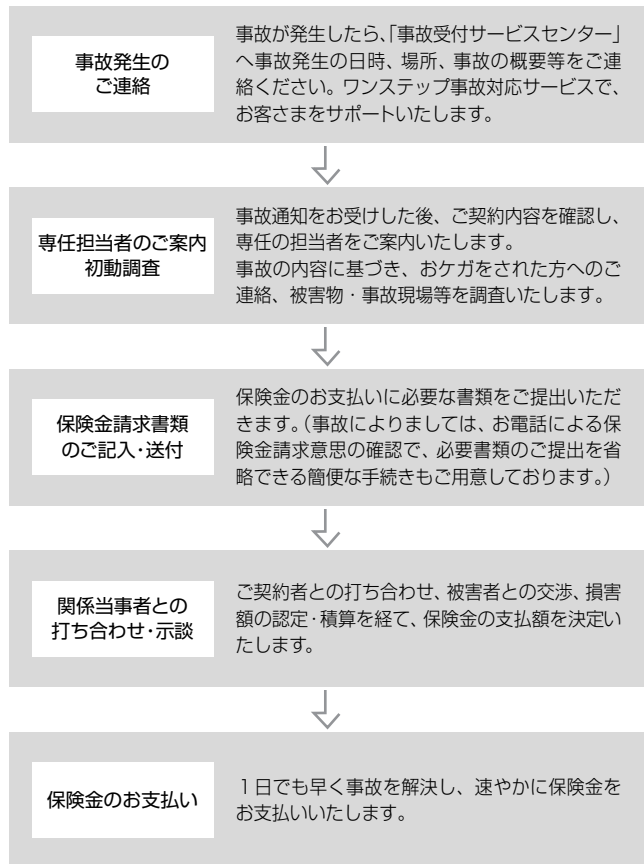 事故発生の
ご連絡
事故が発生したら、「事故受付サービスセンター」
へ事故発生の日時、場所、事故の概要等をご連
絡ください。ワンステップ事故対応サービスで、
お客さまをサポートいたします。
専任担当者のご案内
初動調査
事故通知をお受けした後、ご契約内容を確認し、
専任の担当者をご案内いたします。
事故の内容に基づき、おケガをされた方へのご
連絡、被害物・事故現場等を調査いたします。
保険金請求書類
のご記入・送付
保険金のお支払いに必要な書類をご提出いただ
きます。（事故によりましては、お電話による保
険金請求意思の確認で、必要書類のご提出を省
略できる簡便な手続きもご用意しております。）
関係当事者との
打ち合わせ・示談
ご契約者との打ち合わせ、被害者との交渉、損害
額の認定・積算を経て、保険金の支払額を決定い
たします。
保険金のお支払い
１日でも早く事故を解決し、速やかに保険金を
お支払いいたします。